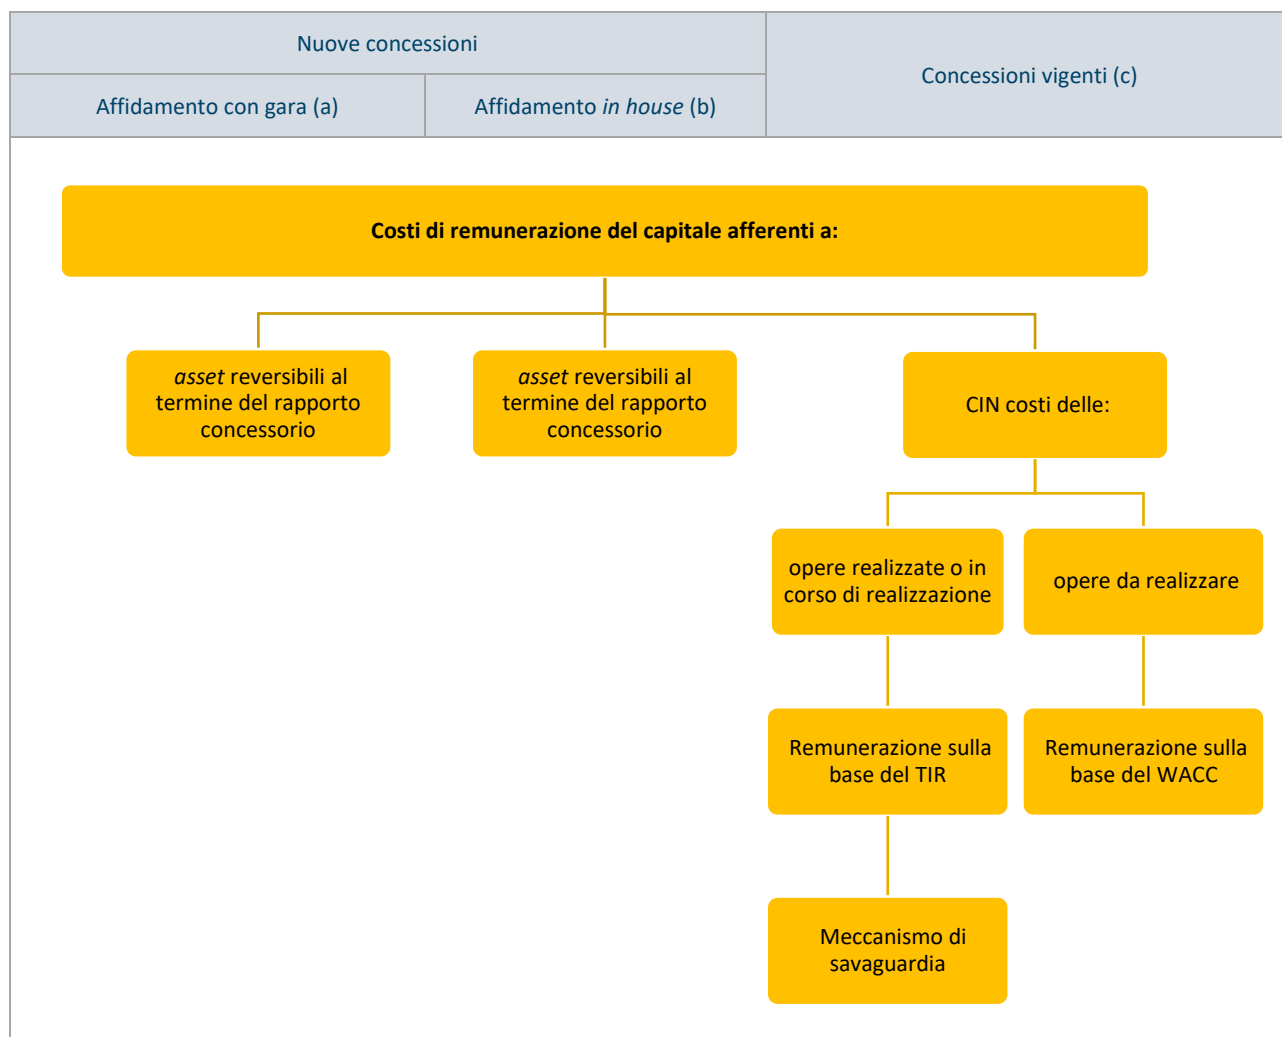 Nuove concessioni
Concessioni vigenti (c)
Affidamento con gara (a)
Affidamento in house (b)
Costi di remunerazione del capitale afferenti a:
asset reversibili al
termine del rapporto
concessorio
asset reversibili al
termine del rapporto
concessorio
CIN costi delle:
opere realizzate o in
corso di realizzazione
opere da realizzare
Remunerazione sulla
base del TIR
Remunerazione sulla
base del WACC
Meccanismo di
savaguardia